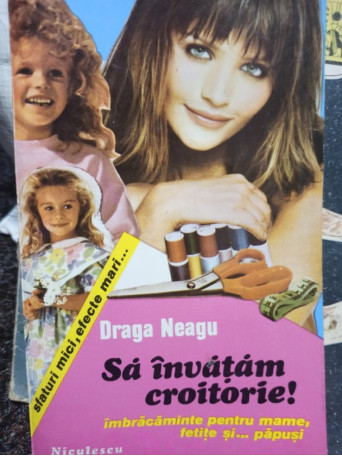 sfaturi mici, efecte mari...
Draga Neagu
Să învățăm
croitorie!
îmbrăcăminte pentru mame,
fetițe și... păpuși
Niculescu